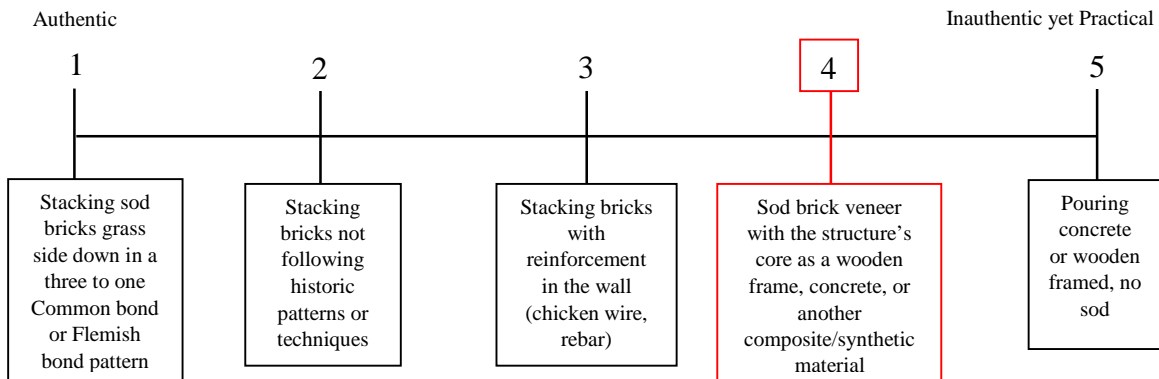 Authentic
Inauthentic yet Practical
1
2
3
4
5
Stacking sod
bricks grass
side down in a
three to one
Common bond
or Flemish
bond pattern
Stacking
bricks not
following
historic
patterns or
techniques
Stacking bricks
with
reinforcement
in the wall
(chicken wire,
rebar)
Sod brick veneer
with the structure’s
core as a wooden
frame, concrete, or
another
composite/synthetic
material
Pouring
concrete
or wooden
framed, no
sod